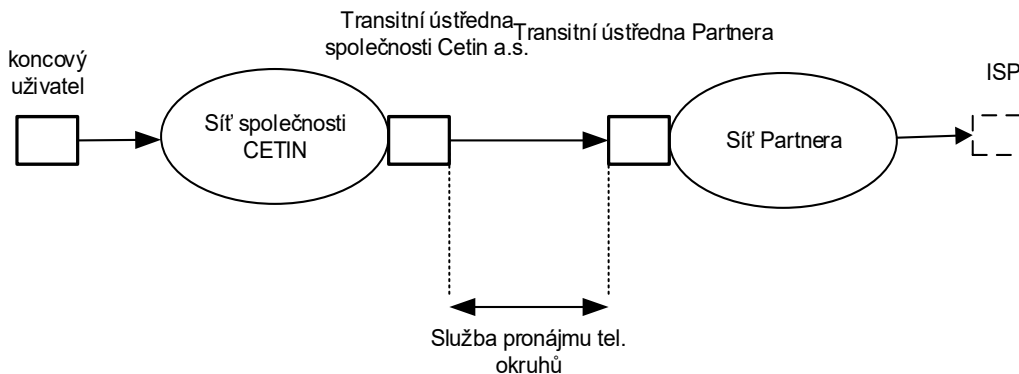 Transitní ústředna
společnosti Cetin a.s.
Transitní ústředna Partnera
koncový
uživatel
ISP
Síť společnosti
CETIN
Síť Partnera
Služba pronájmu tel.
okruhů